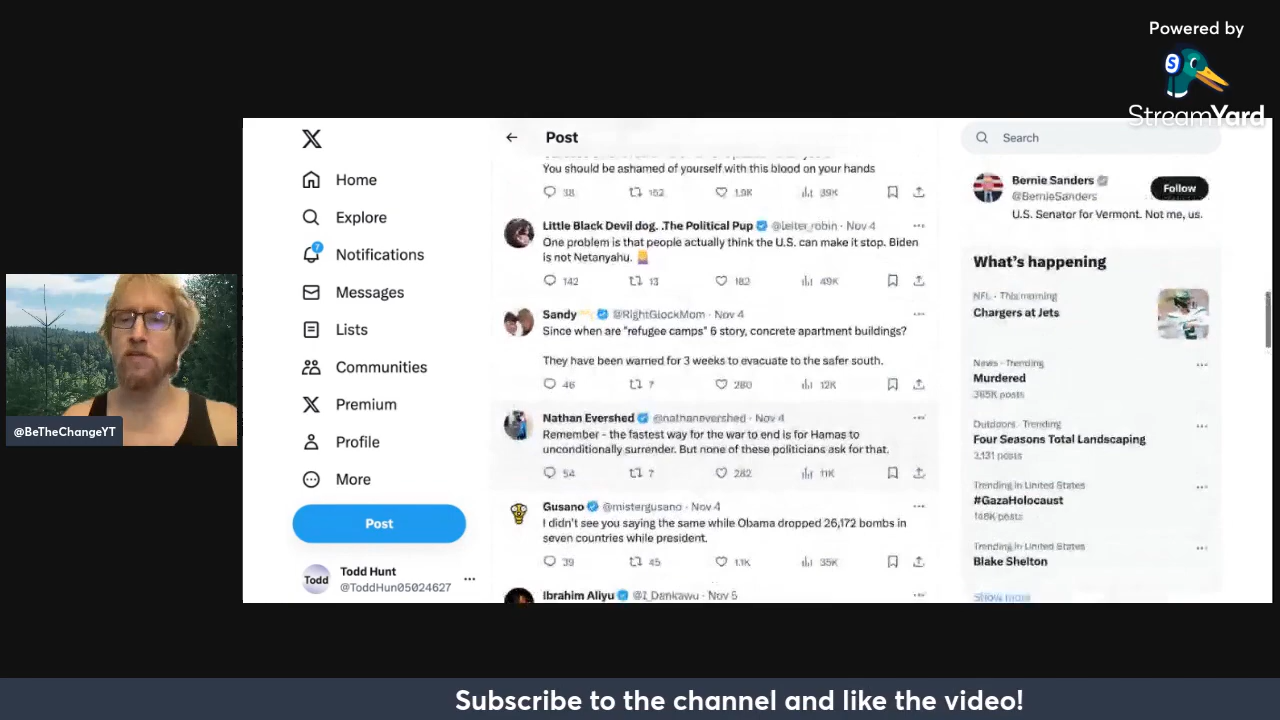 Powered by
StreamYard
Post
Search
Home
Explore
7
Notifications
Messages
Lists
Communities
Premium
Profile
More
Post
Todd
Todd Hunt
@ToddHun05024627
You should be ashamed of yourself with this blood on your hands
38 152 1.9K 39K
Little Black Devil dog. .The Political Pup @Leiter_robin · Nov 4
One problem is that people actually think the U.S. can make it stop. Biden
is not Netanyahu.
142 13 182 49K
Sandy @RightGlockMom · Nov 4
Since when are "refugee camps" 6 story, concrete apartment buildings?
They have been warned for 3 weeks to evacuate to the safer south.
46 7 280 12K
Nathan Evershed @nathanevershed · Nov 4
Remember - the fastest way for the war to end is for Hamas to
unconditionally surrender. But none of these politicians ask for that.
54 7 282 11K
Gusano @mistergusano · Nov 4
I didn't see you saying the same while Obama dropped 26,172 bombs in
seven countries while president.
39 45 1.1K 35K
Ibrahim Aliyu @I_Dankawu · Nov 5
Bernie Sanders
@BernieSanders
Follow
U.S. Senator for Vermont. Not me, us.
What's happening
NFL · This morning
Chargers at Jets
News · Trending
Murdered
365K posts
Outdoors · Trending
Four Seasons Total Landscaping
3,131 posts
Trending in United States
#GazaHolocaust
148K posts
Trending in United States
Blake Shelton
Show more
@BeTheChangeYT
Subscribe to the channel and like the video!